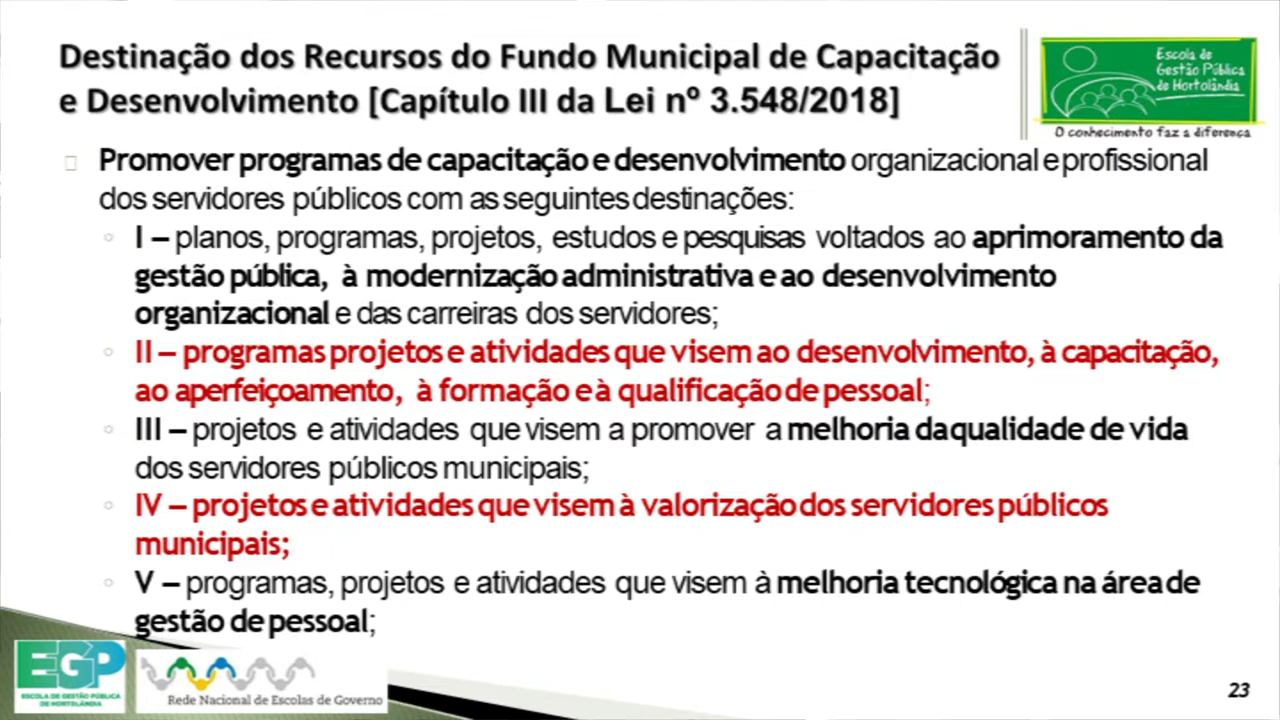 Destinação dos Recursos do Fundo Municipal de Capacitação
e Desenvolvimento [Capítulo III da Lei nº 3.548/2018]
Escola de
Gestão Pública
de Hortolândia
O conhecimento faz a diferença
Promover programas de capacitação e desenvolvimento organizacional e profissional
dos servidores públicos com as seguintes destinações:
I – planos, programas, projetos, estudos e pesquisas voltados ao aprimoramento da
gestão pública, à modernização administrativa e ao desenvolvimento
organizacional e das carreiras dos servidores;
II – programas projetos e atividades que visem ao desenvolvimento, à capacitação,
ao aperfeiçoamento, à formação e à qualificação de pessoal;
III – projetos e atividades que visem a promover a melhoria da qualidade de vida
dos servidores públicos municipais;
IV – projetos e atividades que visem à valorização dos servidores públicos
municipais;
V – programas, projetos e atividades que visem à melhoria tecnológica na área de
gestão de pessoal;
EGP
ESCOLA DE GESTÃO PÚBLICA
DE HORTOLÂNDIA
Rede Nacional de Escolas de Governo
23